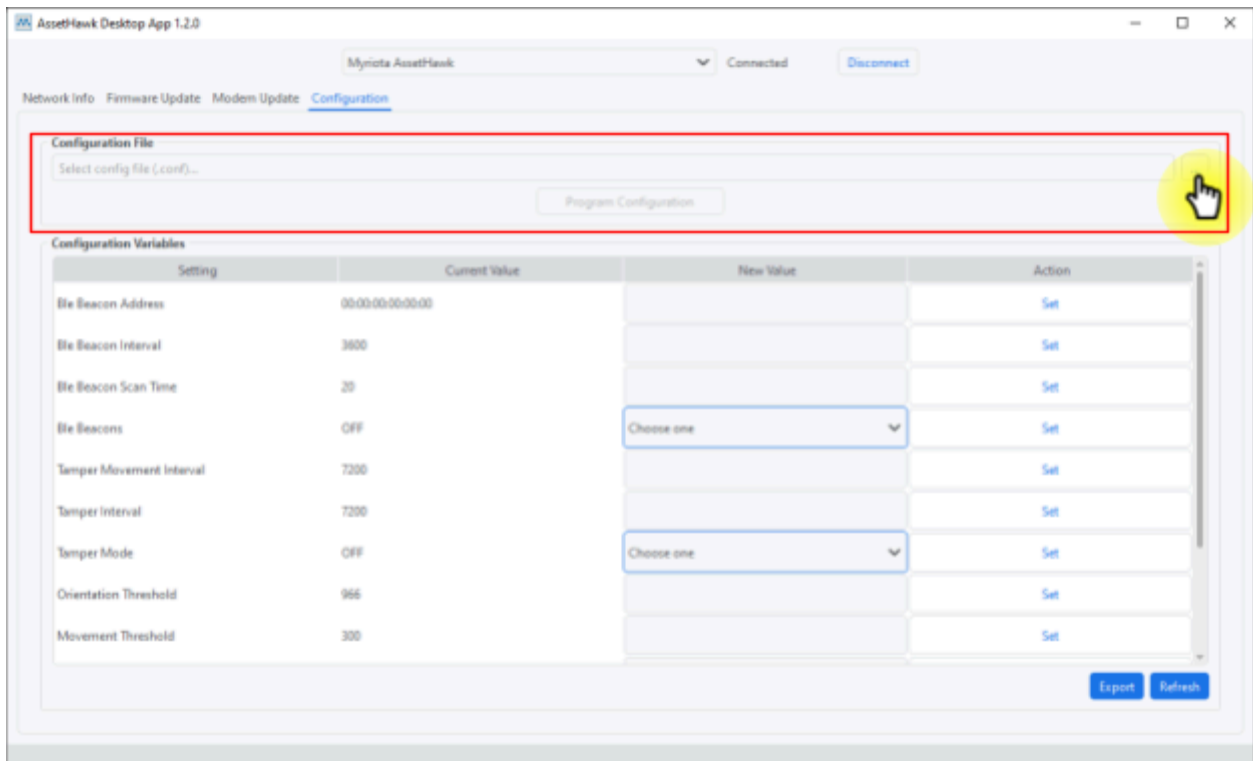 AssetHawk Desktop App 1.2.0
Myriota AssetHawk Connected Disconnect
Network Info Firmware Update Modem Update Configuration
Configuration File
Select config file (.conf)...
Program Configuration
Configuration Variables
Setting Current Value New Value Action
Ble Beacon Address 00:00:00:00:00:00 Set
Ble Beacon Interval 3600 Set
Ble Beacon Scan Time 20 Set
Ble Beacons OFF Choose one Set
Tamper Movement Interval 7200 Set
Tamper Interval 7200 Set
Tamper Mode OFF Choose one Set
Orientation Threshold 966 Set
Movement Threshold 300 Set
Export Refresh